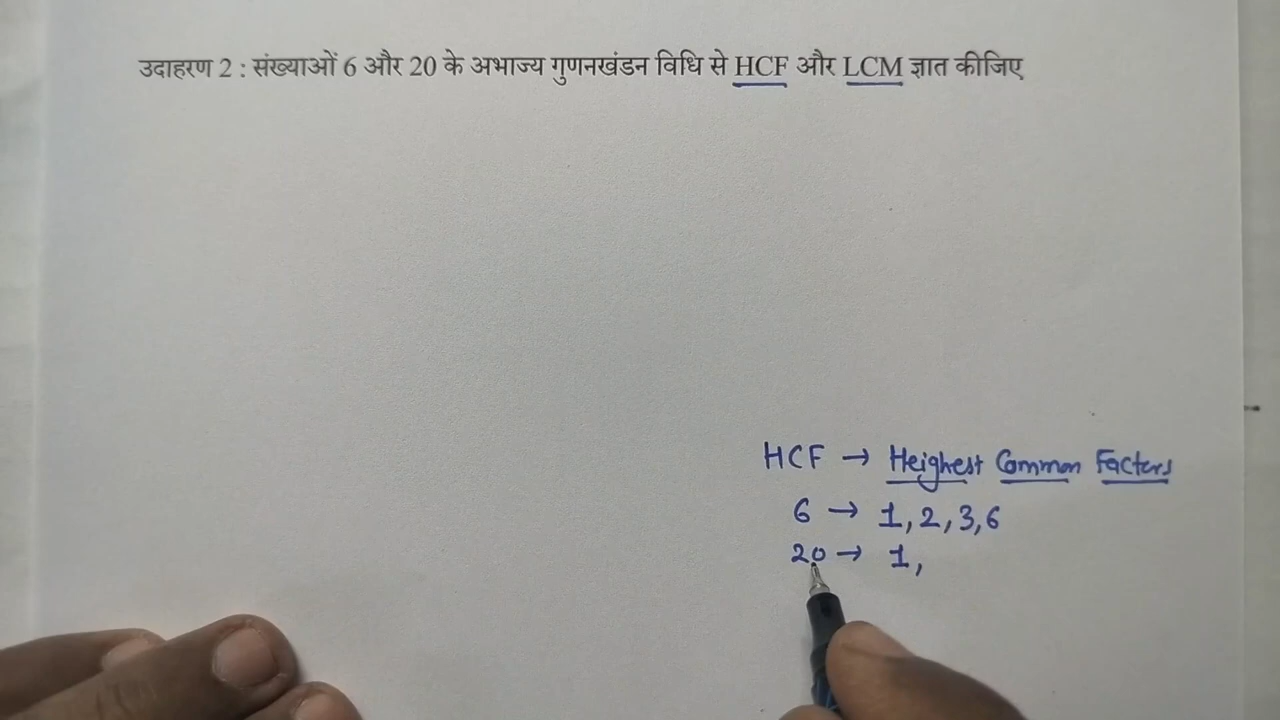 उदाहरण 2 : संख्याओं 6 और 20 के अभाज्य गुणनखंडन विधि से HCF और LCM ज्ञात कीजिए
HCF → Heighest Common Facters
6 → 1, 2, 3, 6
20 → 1,